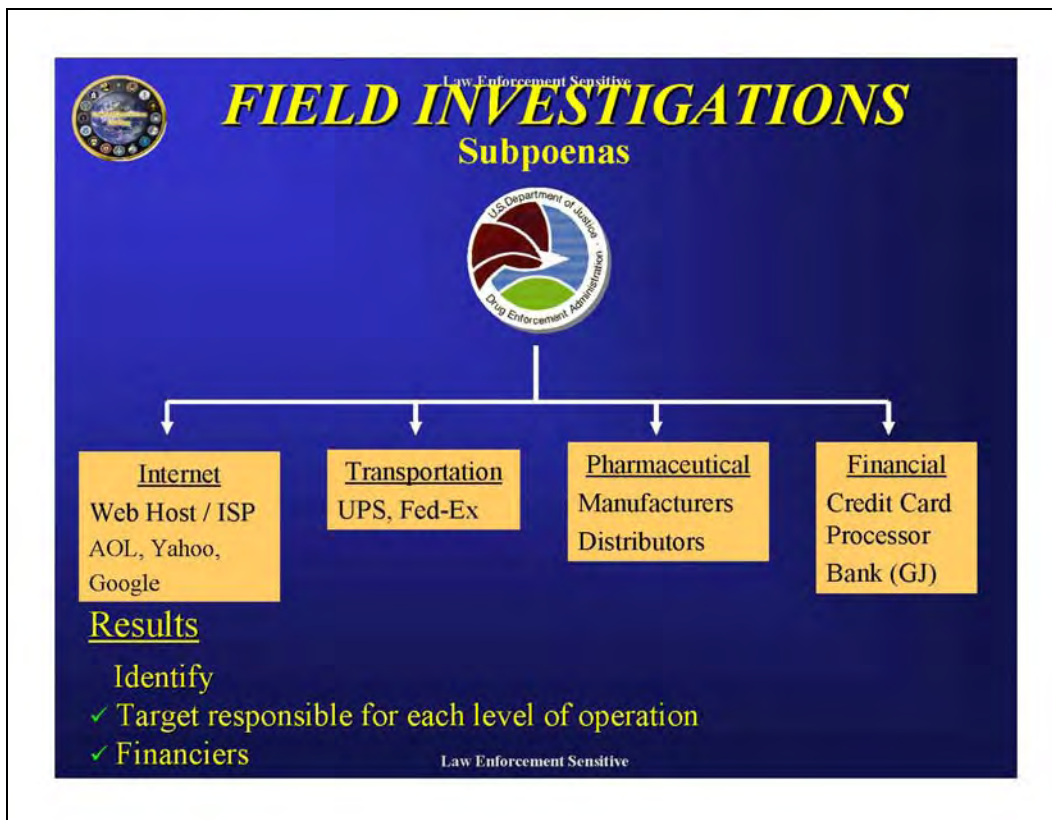 Law Enforcement Sensitive
FIELD INVESTIGATIONS
Subpoenas
U.S. Department of Justice ·
Drug Enforcement Administration ·
Internet
Web Host / ISP
AOL, Yahoo,
Google
Transportation
UPS, Fed-Ex
Pharmaceutical
Manufacturers
Distributors
Financial
Credit Card
Processor
Bank (GJ)
Results
Identify
✓ Target responsible for each level of operation
✓ Financiers
Law Enforcement Sensitive